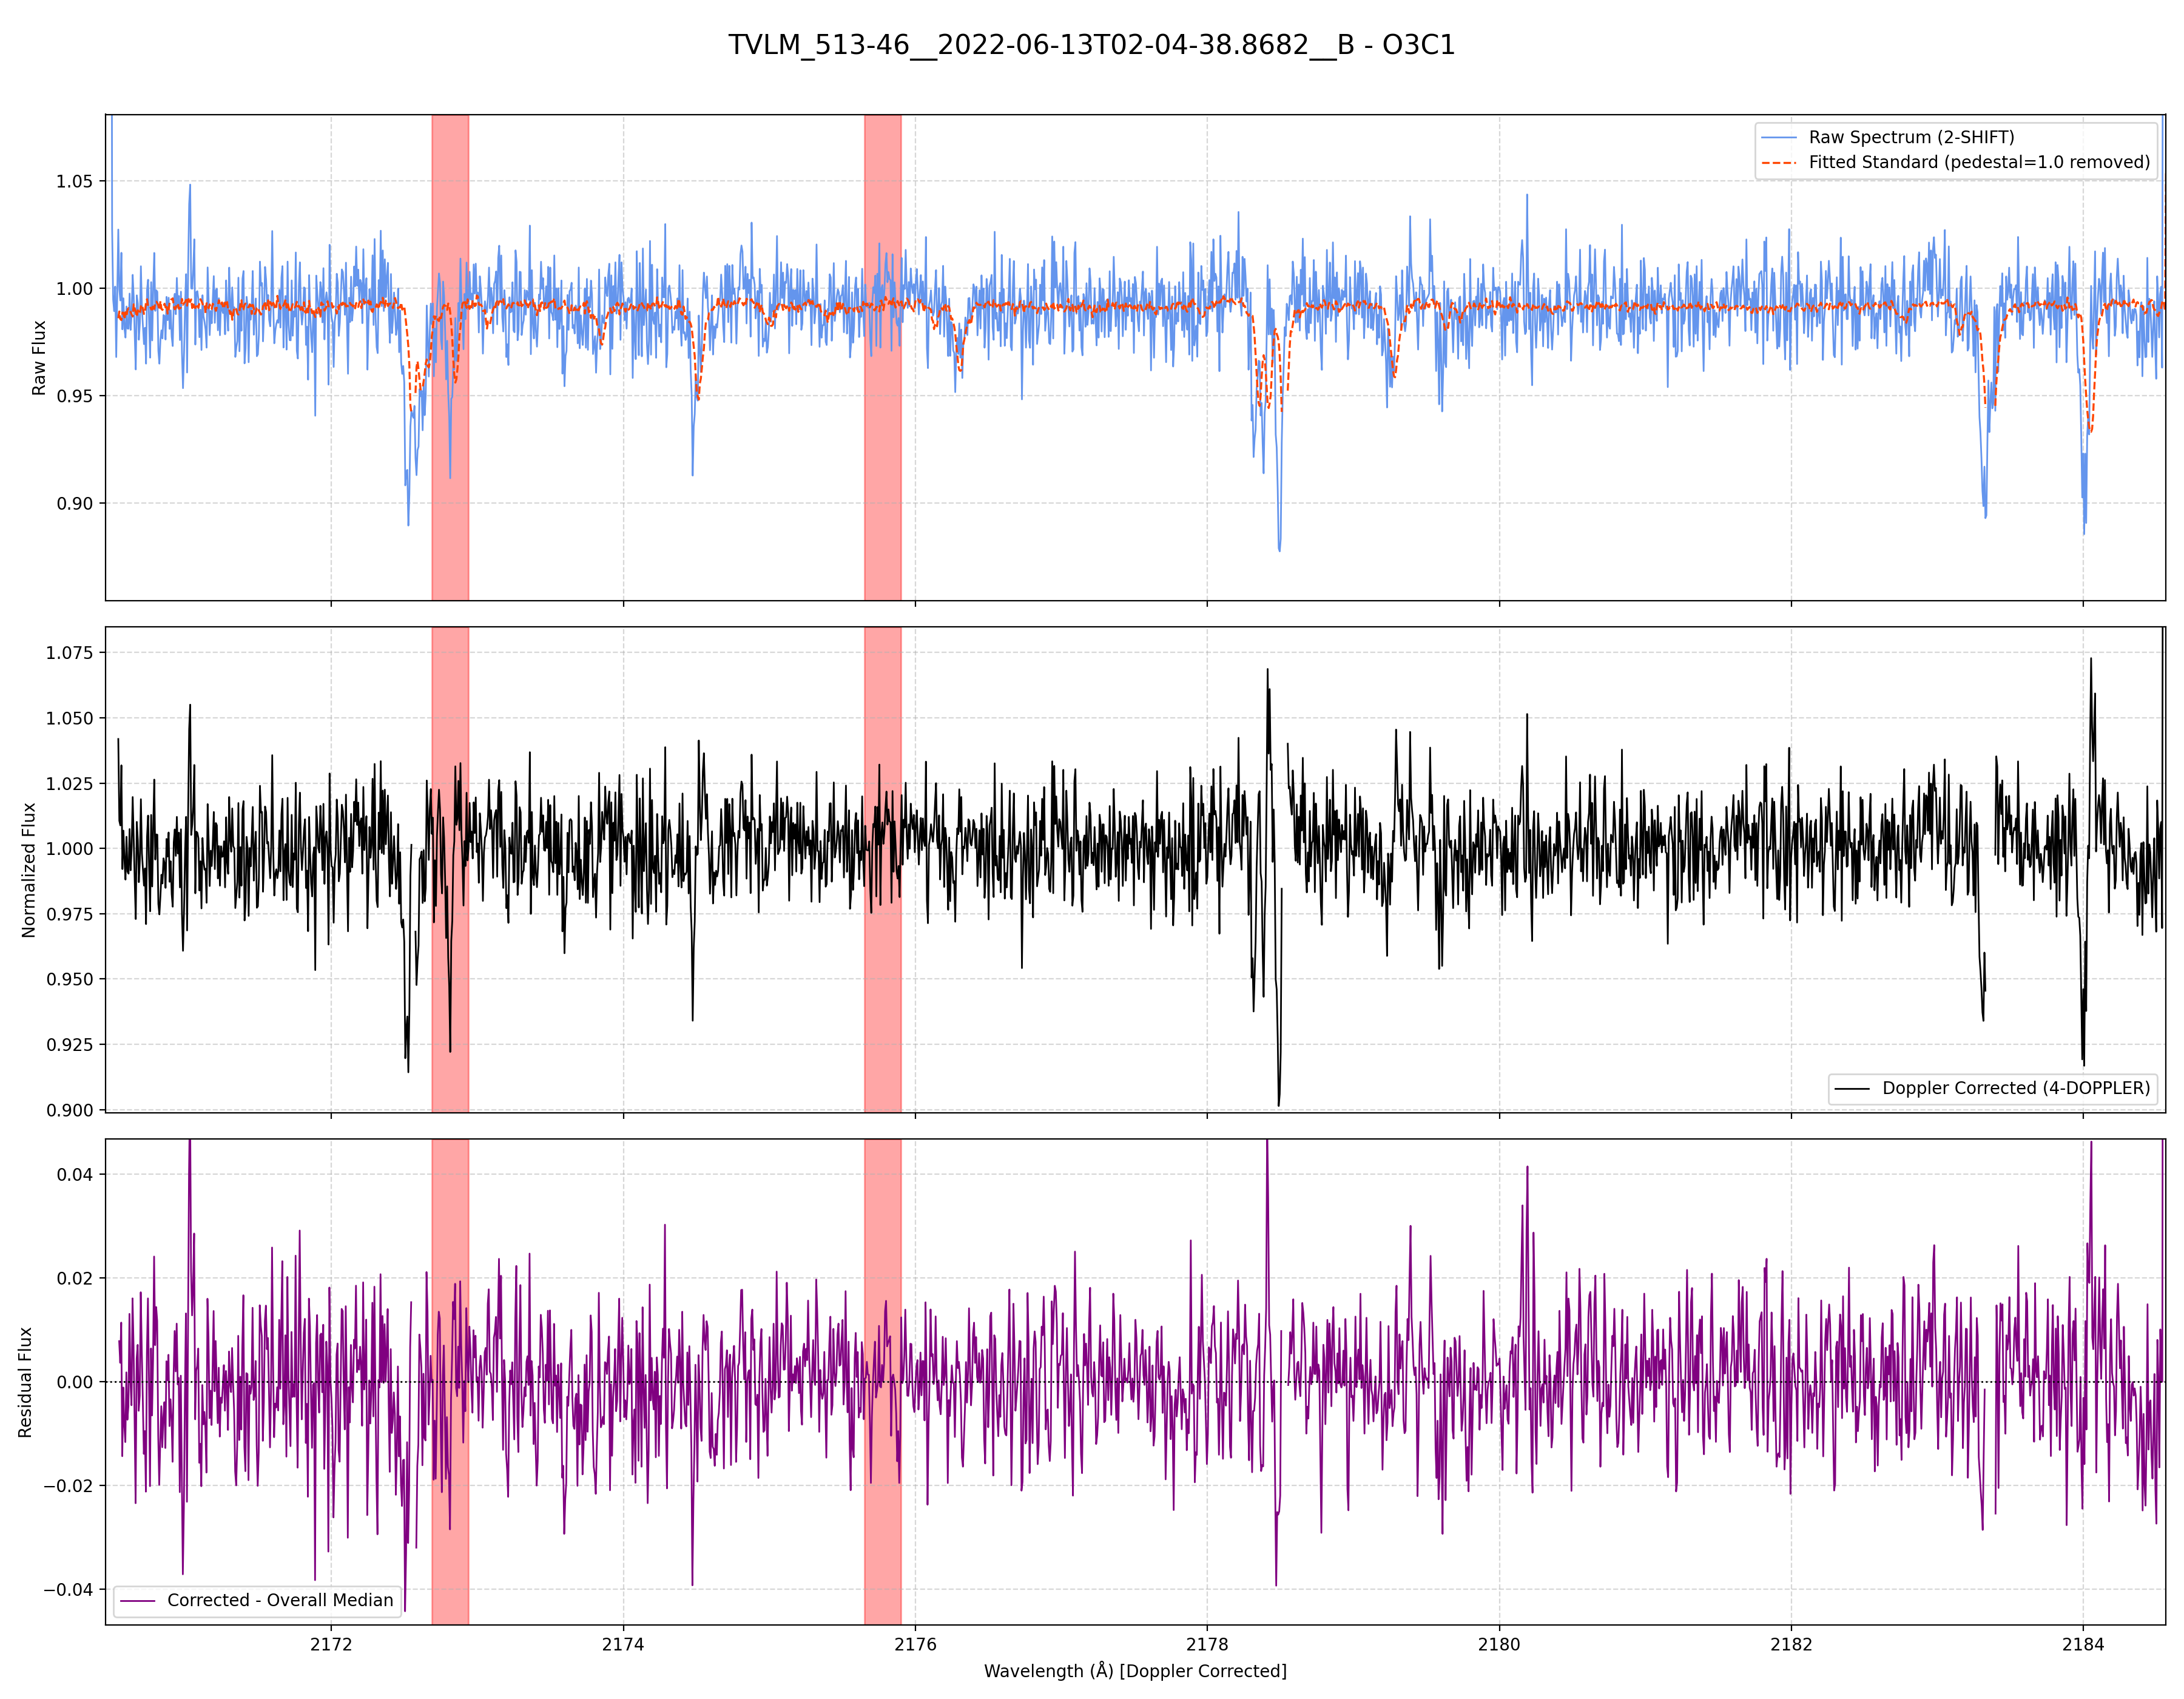 TVLM_513-46__2022-06-13T02-04-38.8682__B - O3C1
Raw Spectrum (2-SHIFT)
Fitted Standard (pedestal=1.0 removed)
1.05
1.00
0.95
0.90
Raw Flux
1.075
1.050
1.025
1.000
0.975
0.950
0.925
0.900
Normalized Flux
Doppler Corrected (4-DOPPLER)
0.04
0.02
0.00
−0.02
−0.04
Residual Flux
Corrected - Overall Median
2172 2174 2176 2178 2180 2182 2184
Wavelength (Å) [Doppler Corrected]